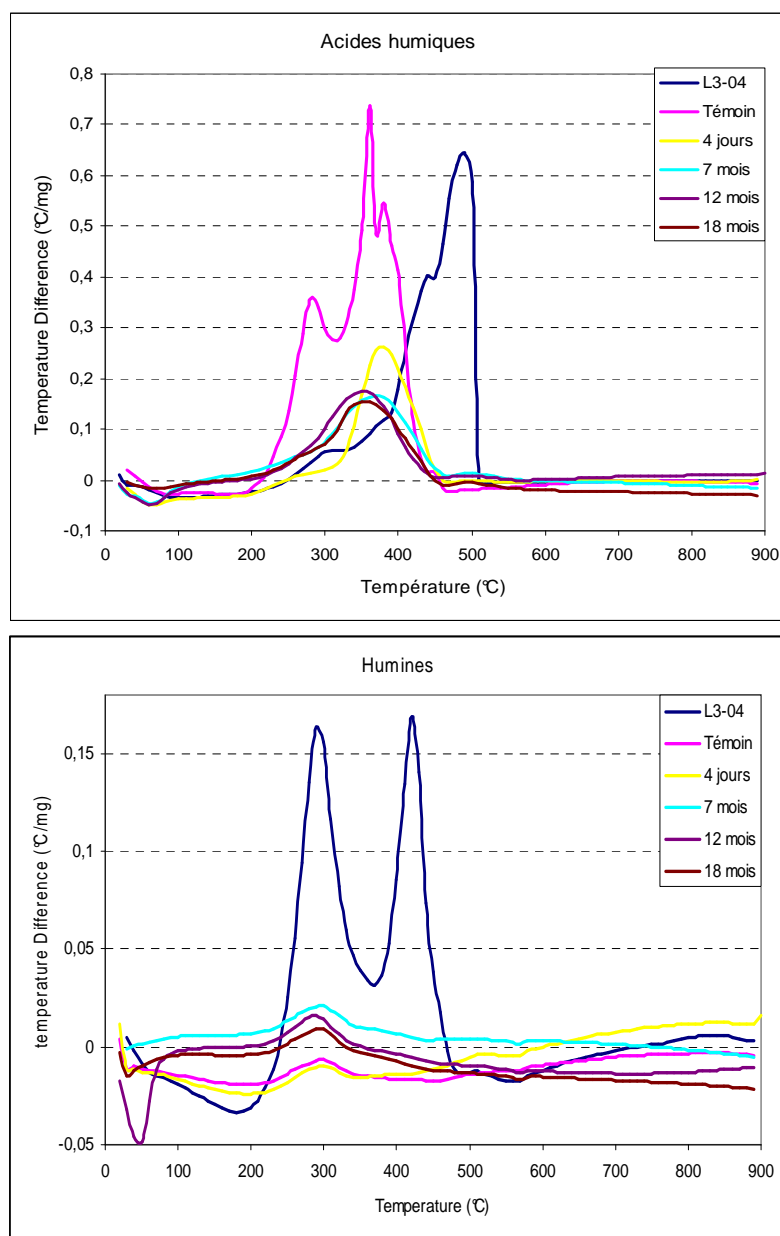 Acides humiques
0,8
0,7
0,6
0,5
0,4
0,3
0,2
0,1
0
-0,1
Temperature Difference (°C/mg)
0 100 200 300 400 500 600 700 800 900
Température (°C)
L3-04
Témoin
4 jours
7 mois
12 mois
18 mois
Humines
0,15
0,1
0,05
0
-0,05
temperature Difference (°C/mg)
0 100 200 300 400 500 600 700 800 900
Temperature (°C)
L3-04
Témoin
4 jours
7 mois
12 mois
18 mois